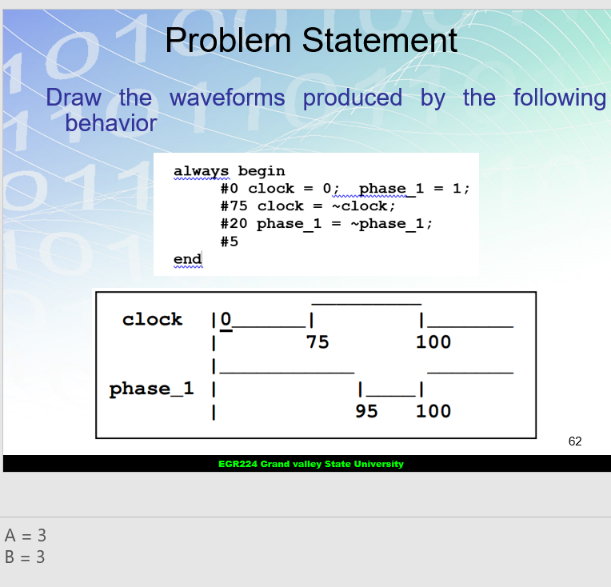 Problem Statement
Draw the waveforms produced by the following
behavior
always begin
#0 clock = 0; phase_1 = 1;
#75 clock = ~clock;
#20 phase_1 = ~phase_1;
#5
end
clock
0
75
100
phase_1
95
100
62
EGR224 Grand valley State University
A = 3
B = 3